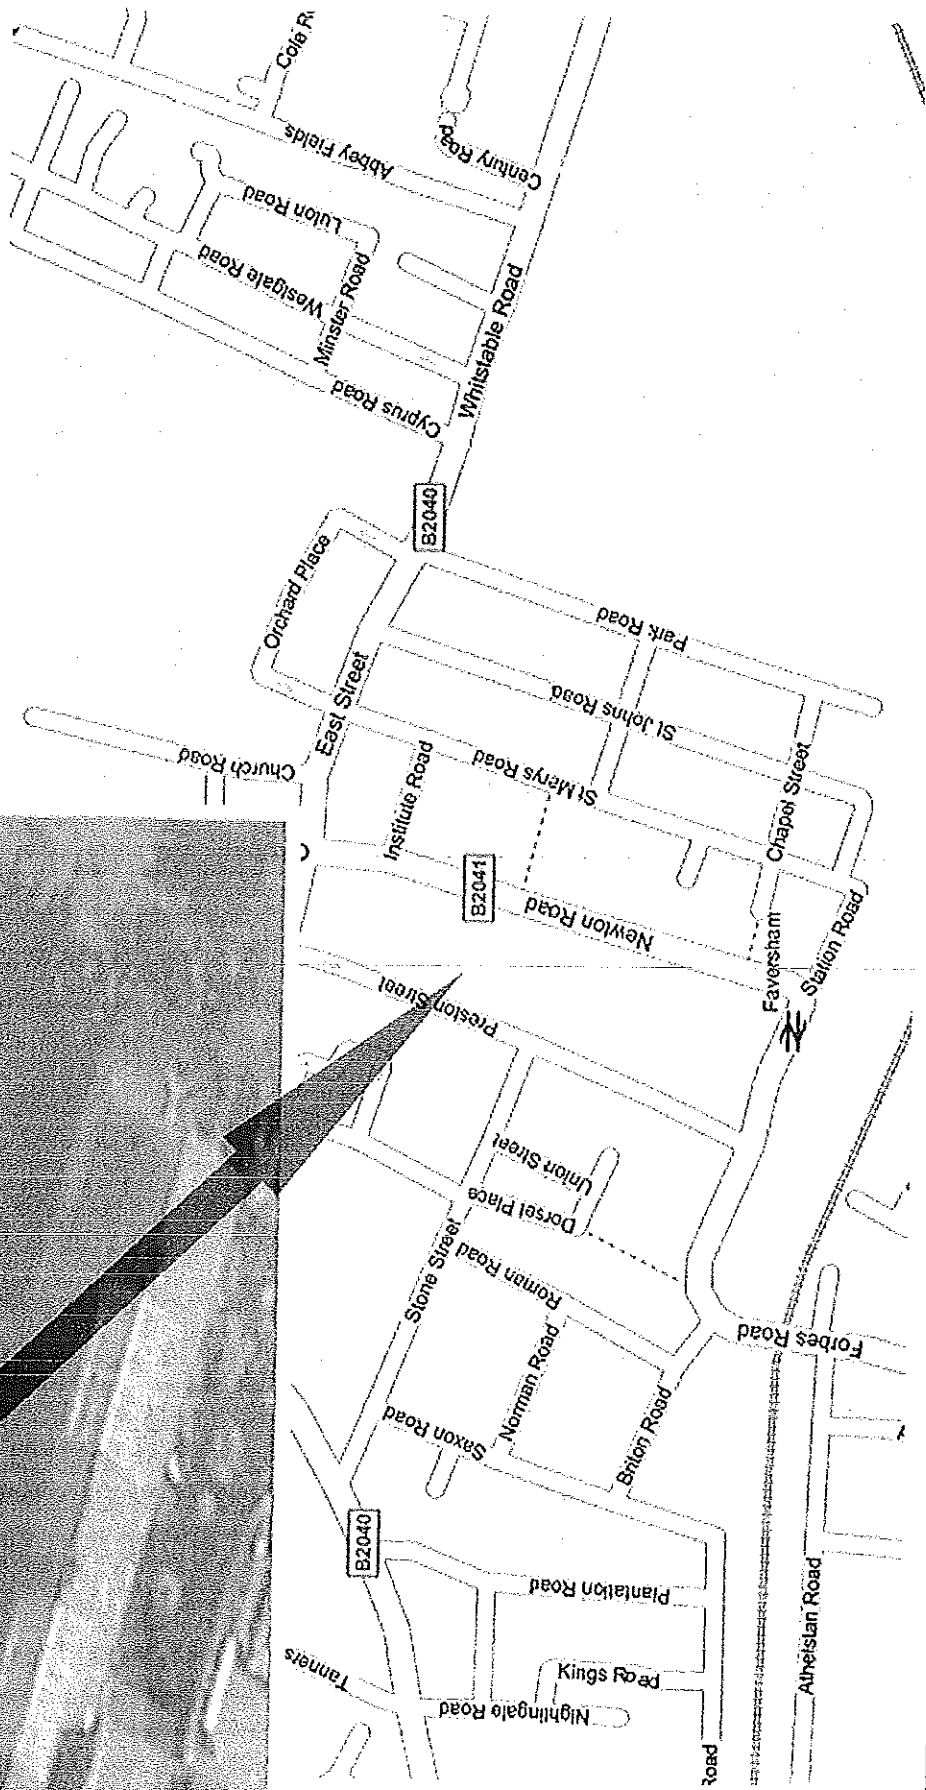 Cola R
Abbey Fields
Century Road
Luton Road
Westgate Road
Minster Road
Cyprus Road
Whitstable Road
B2040
Orchard Place
East Street
Church Road
Park Road
St Johns Road
St Marys Road
Institute Road
Chapel Street
B2041
Newton Road
Faversham
Station Road
Preston Street
Union Street
Dorset Place
Stone Street
Roman Road
Forbes Road
Norman Road
Saxon Road
Briton Road
B2040
Plantation Road
Athelstan Road
Tanners
Kings Road
Nightingale Road
Road